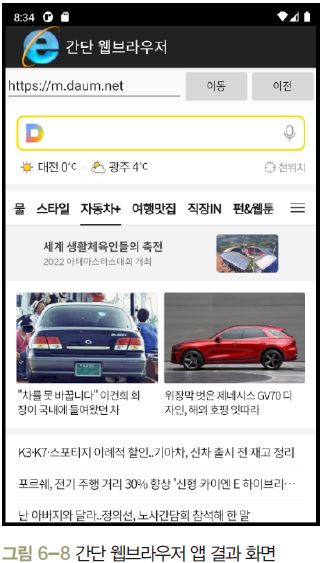 8:34
간단 웹브라우저
https://m.daum.net
이동 이전
D
대전 0℃ · 광주 4℃ 현위치
물 스타일 자동차+ 여행맛집 직장IN 펀&웹툰
세계 생활체육인들의 축전
2022 아태마스터스대회 개최
"차를 못 바꿉니다" 이건희 회
장이 국내에 들여왔던 차
위장막 벗은 제네시스 GV70 디
자인, 해외 호평 잇따라
K3·K7·스포티지 이례적 할인..기아차, 신차 출시 전 재고 정리
포르쉐, 전기 주행 거리 30% 향상 '신형 카이엔 E 하이브리…
난 아버지와 달라..정의선, 노사간담회 참석해 한 말
그림 6-8 간단 웹브라우저 앱 결과 화면